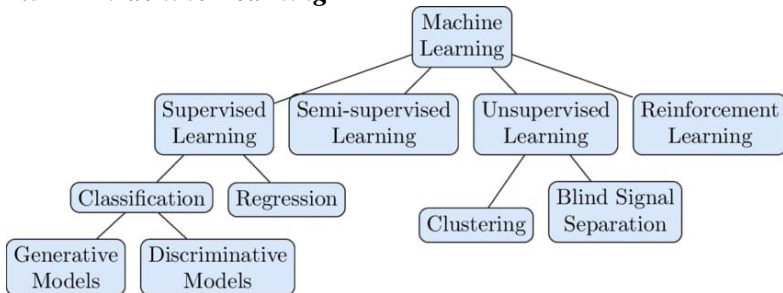 Machine
Learning
Supervised
Learning
Semi-supervised
Learning
Unsupervised
Learning
Reinforcement
Learning
Classification
Regression
Clustering
Blind Signal
Separation
Generative
Models
Discriminative
Models